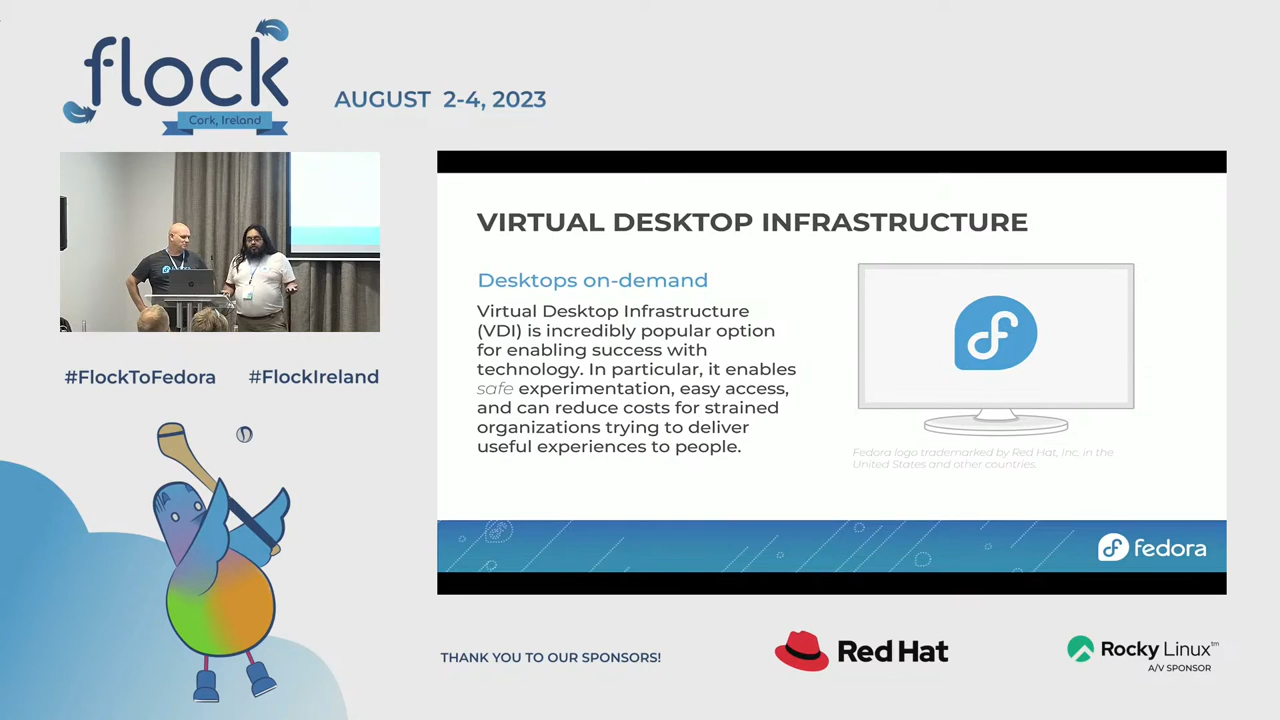 flock
Cork, Ireland
AUGUST 2-4, 2023
#FlockToFedora #FlockIreland
VIRTUAL DESKTOP INFRASTRUCTURE
Desktops on-demand
Virtual Desktop Infrastructure
(VDI) is incredibly popular option
for enabling success with
technology. In particular, it enables
safe experimentation, easy access,
and can reduce costs for strained
organizations trying to deliver
useful experiences to people.
Fedora logo trademarked by Red Hat, Inc. in the
United States and other countries.
fedora
THANK YOU TO OUR SPONSORS!
Red Hat
Rocky Linux™
A/V SPONSOR